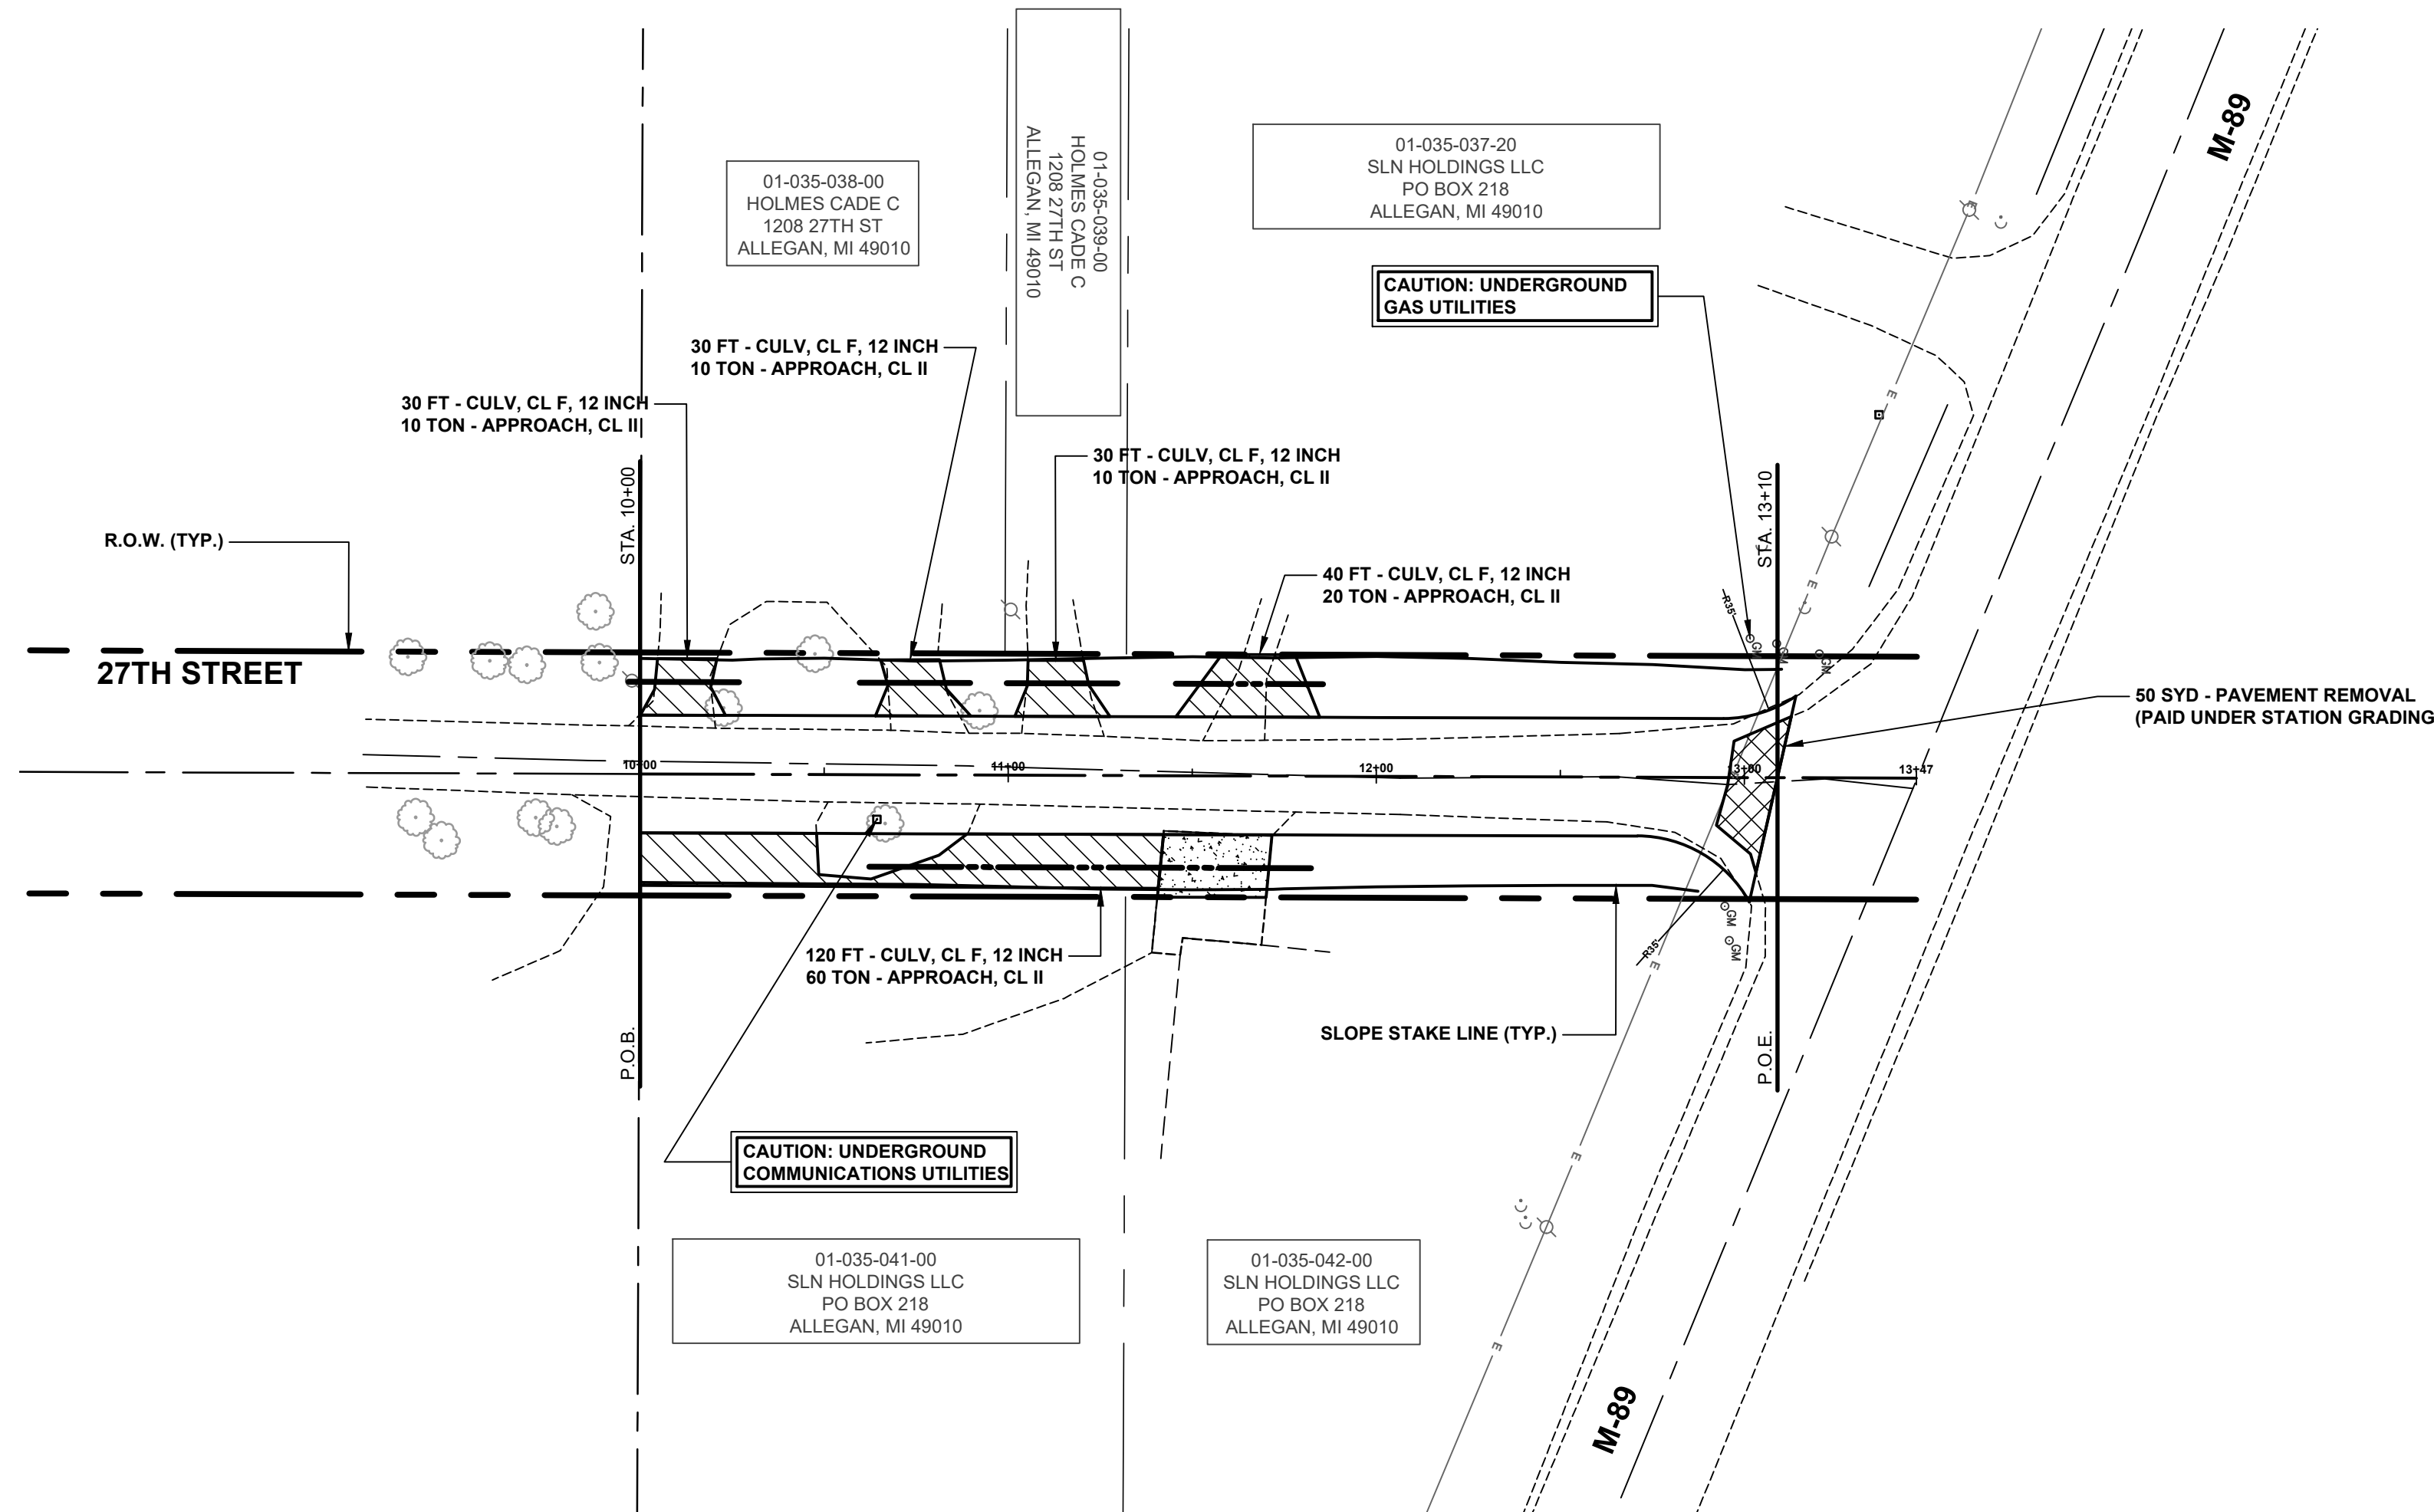 M-89
01-035-037-20
SLN HOLDINGS LLC
PO BOX 218
ALLEGAN, MI 49010
01-035-039-00
HOLMES CADE C
1208 27TH ST
ALLEGAN, MI 49010
01-035-038-00
HOLMES CADE C
1208 27TH ST
ALLEGAN, MI 49010
CAUTION: UNDERGROUND
GAS UTILITIES
30 FT - CULV, CL F, 12 INCH
10 TON - APPROACH, CL II
30 FT - CULV, CL F, 12 INCH
10 TON - APPROACH, CL II
30 FT - CULV, CL F, 12 INCH
10 TON - APPROACH, CL II
STA. 10+00
STA. 13+10
R.O.W. (TYP.)
40 FT - CULV, CL F, 12 INCH
20 TON - APPROACH, CL II
R35'
GM
GM
GM
27TH STREET
50 SYD - PAVEMENT REMOVAL
(PAID UNDER STATION GRADING
10+00
11+00
12+00
13+00
13+47
GM
GM
R35'
120 FT - CULV, CL F, 12 INCH
60 TON - APPROACH, CL II
SLOPE STAKE LINE (TYP.)
P.O.B.
P.O.E.
CAUTION: UNDERGROUND
COMMUNICATIONS UTILITIES
01-035-041-00
SLN HOLDINGS LLC
PO BOX 218
ALLEGAN, MI 49010
01-035-042-00
SLN HOLDINGS LLC
PO BOX 218
ALLEGAN, MI 49010
M-89
E
E
E
E
E
E